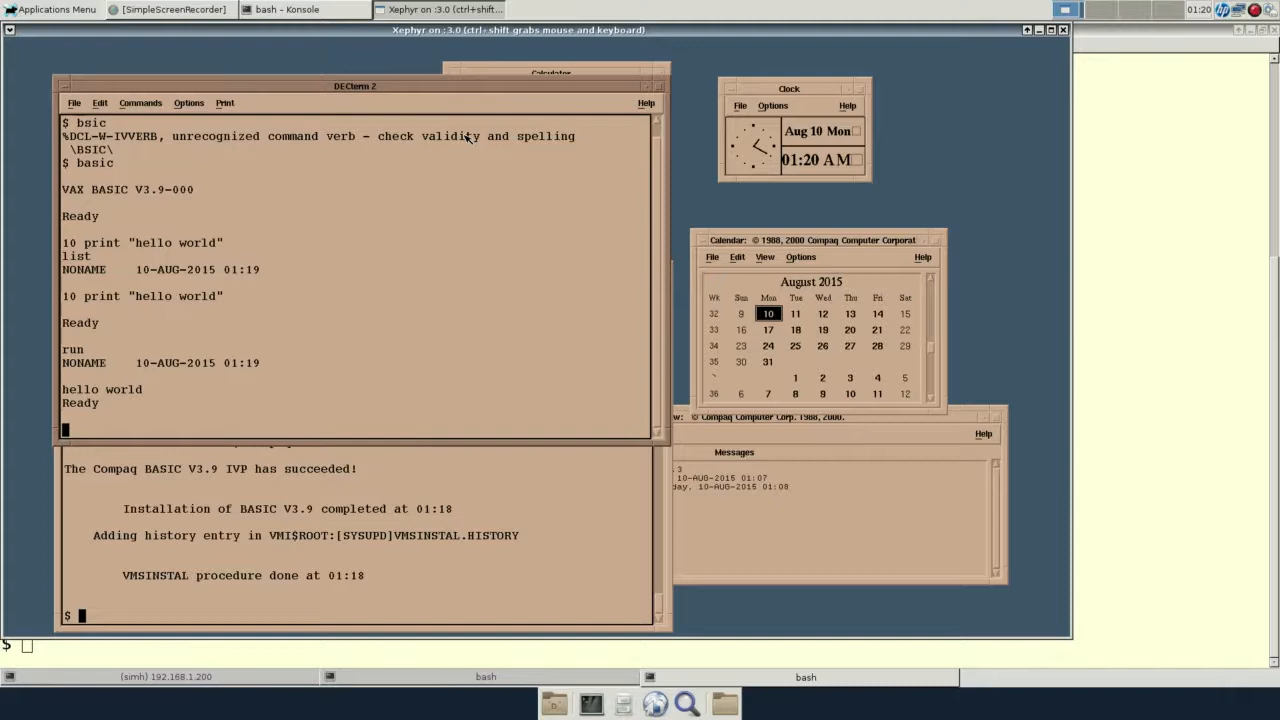 Applications Menu
[SimpleScreenRecorder]
bash - Konsole
Xephyr on :3.0 (ctrl+shift...
01:20
Xephyr on :3.0 (ctrl+shift grabs mouse and keyboard)
Calculator
DECterm 2
File Edit Commands Options Print Help
$ bsic
%DCL-W-IVVERB, unrecognized command verb - check validity and spelling
\BSIC\
$ basic
VAX BASIC V3.9-000
Ready
10 print "hello world"
list
NONAME 10-AUG-2015 01:19
10 print "hello world"
Ready
run
NONAME 10-AUG-2015 01:19
hello world
Ready
The Compaq BASIC V3.9 IVP has succeeded!
Installation of BASIC V3.9 completed at 01:18
Adding history entry in VMI$ROOT:[SYSUPD]VMSINSTAL.HISTORY
VMSINSTAL procedure done at 01:18
$
Clock
File Options Help
Aug 10 Mon
01:20 AM
Calendar: © 1988, 2000 Compaq Computer Corporat
File Edit View Options Help
August 2015
Wk Sun Mon Tue Wed Thu Fri Sat
32 9 10 11 12 13 14 15
33 16 17 18 19 20 21 22
34 23 24 25 26 27 28 29
35 30 31
1 2 3 4 5
36 6 7 8 9 10 11 12
w: © Compaq Computer Corp. 1988, 2000.
Help
Messages
.3
10-AUG-2015 01:07
day, 10-AUG-2015 01:08
$
(simh) 192.168.1.200
bash
bash